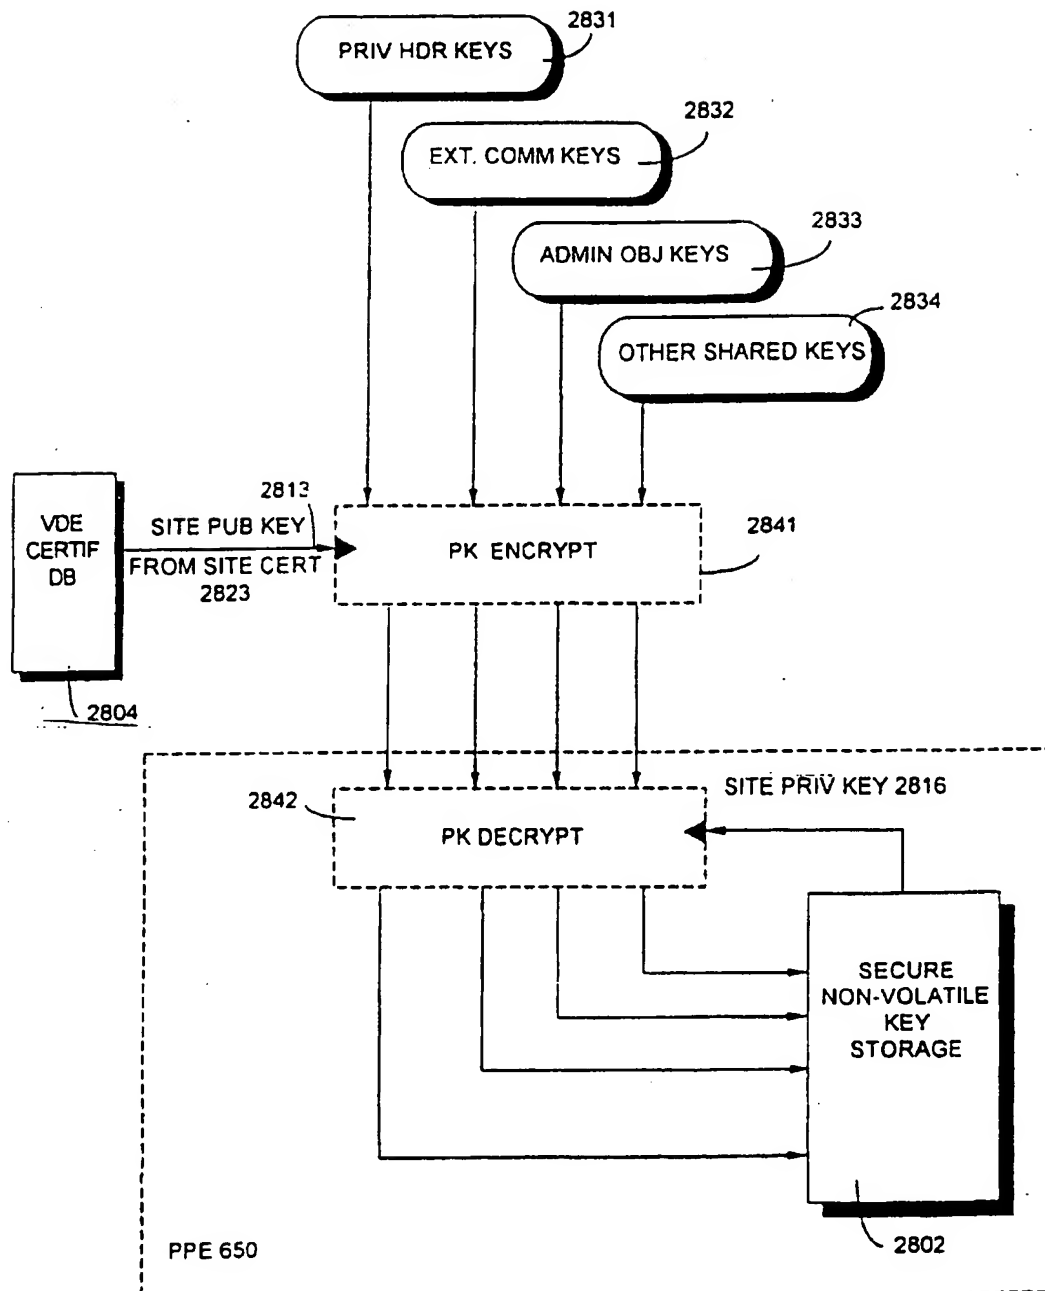 2831
PRIV HDR KEYS
2832
EXT. COMM KEYS
2833
ADMIN OBJ KEYS
2834
OTHER SHARED KEYS
VDE
CERTIF
DB
2813
SITE PUB KEY
FROM SITE CERT
2823
PK ENCRYPT
2841
2804
2842
SITE PRIV KEY 2816
PK DECRYPT
SECURE
NON-VOLATILE
KEY
STORAGE
PPE 650
2802